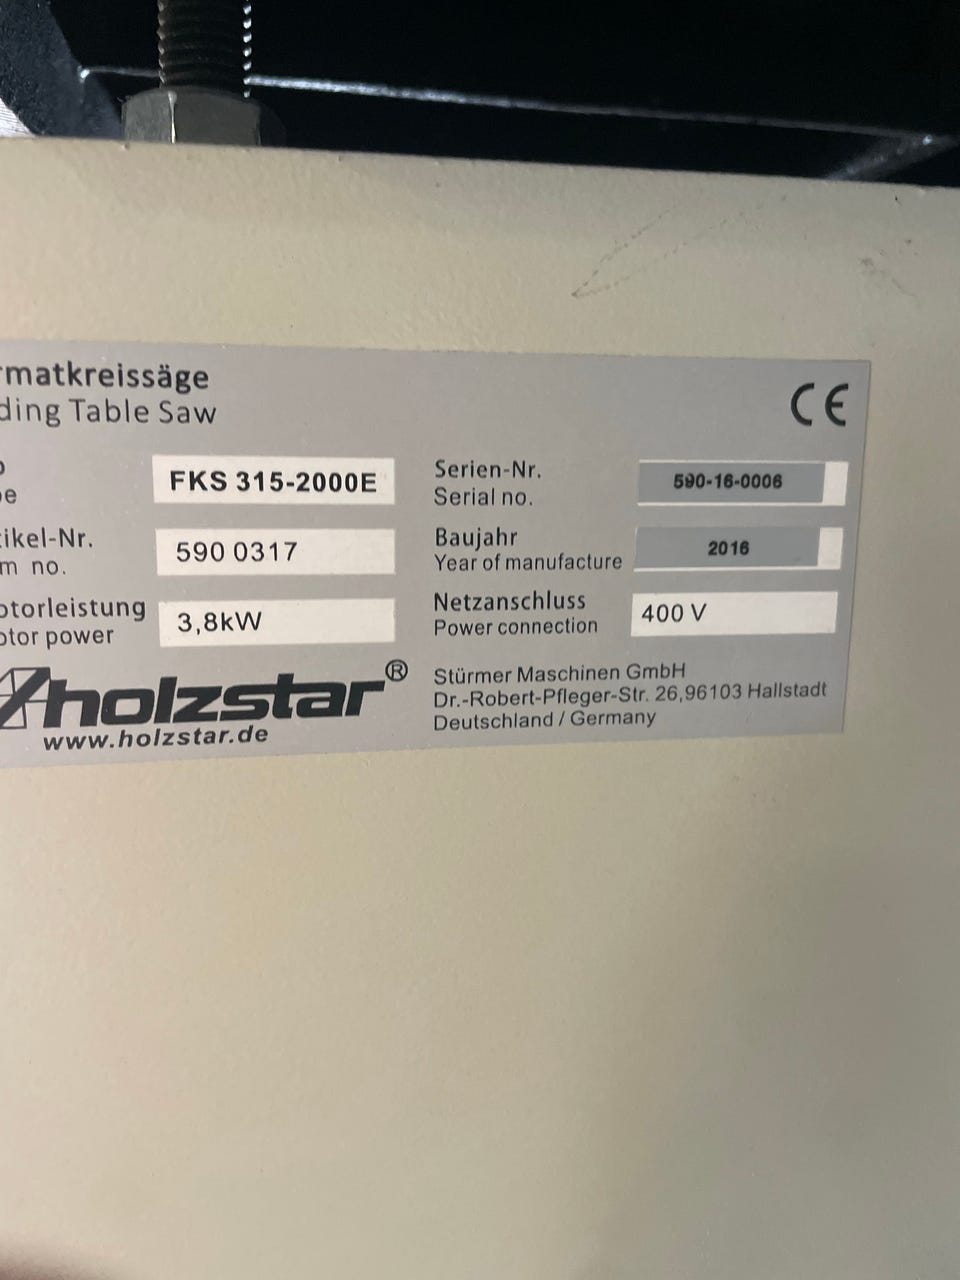 rmatkreissäge
ding Table Saw
CE
p
pe
FKS 315-2000E
Serien-Nr.
Serial no.
590-16-0006
ikel-Nr.
m no.
590 0317
Baujahr
Year of manufacture
2016
otorleistung
otor power
3,8kW
Netzanschluss
Power connection
400 V
holzstar®
www.holzstar.de
Stürmer Maschinen GmbH
Dr.-Robert-Pfleger-Str. 26,96103 Hallstadt
Deutschland / Germany